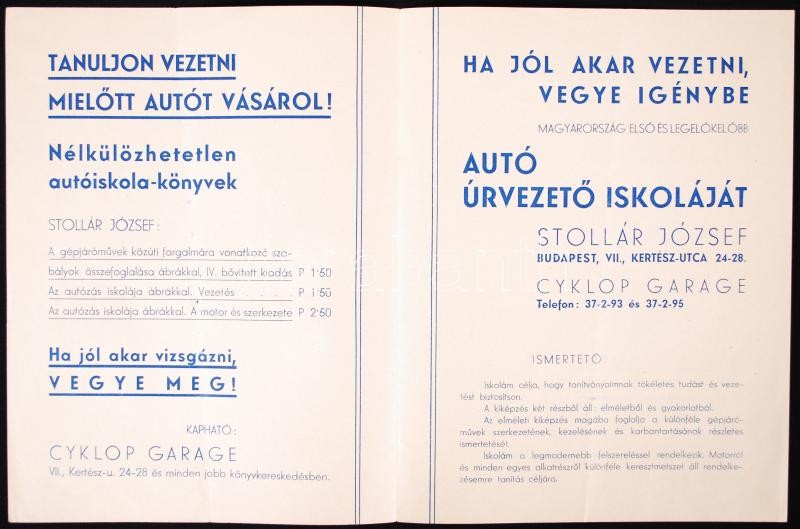 TANULJON VEZETNI
MIELŐTT AUTÓT VÁSÁROL!
Nélkülözhetetlen
autóiskola-könyvek
STOLLÁR JÓZSEF:
A gépjáróművek közúti forgalmára vonatkozó sza-
bályok összefoglalása ábrákkal, IV. bővített kiadás P 1·50
Az autózás iskolája ábrákkal. Vezetés . . . . P 1·50
Az autózás iskolája ábrákkal. A motor és szerkezete P 2·50
Ha jól akar vizsgázni,
VEGYE MEG!
KAPHATÓ:
CYKLOP GARAGE
VII., Kertész-u. 24-28 és minden jobb könyvkereskedésben.
HA JÓL AKAR VEZETNI,
VEGYE IGÉNYBE
MAGYARORSZÁG ELSŐ ÉS LEGELŐKELŐBB
AUTÓ
ÚRVEZETŐ ISKOLÁJÁT
STOLLÁR JÓZSEF
BUDAPEST, VII., KERTÉSZ-UTCA 24-28.
CYKLOP GARAGE
Telefon: 37-2-93 és 37-2-95
ISMERTETŐ
Iskolám célja, hogy tanítványaimnak tökéletes tudást és veze-
tést biztosítson.
A kiképzés két részből áll: elméletből és gyakorlatból.
Az elméleti kiképzés magába foglalja a különféle gépjáró-
művek szerkezetének, kezelésének és karbantartásának részletes
ismertetését.
Iskolám a legmodernebb felszereléssel rendelkezik. Motorról
és minden egyes alkatrészről különféle keresztmetszet áll rendelke-
zésemre tanítás céljára.